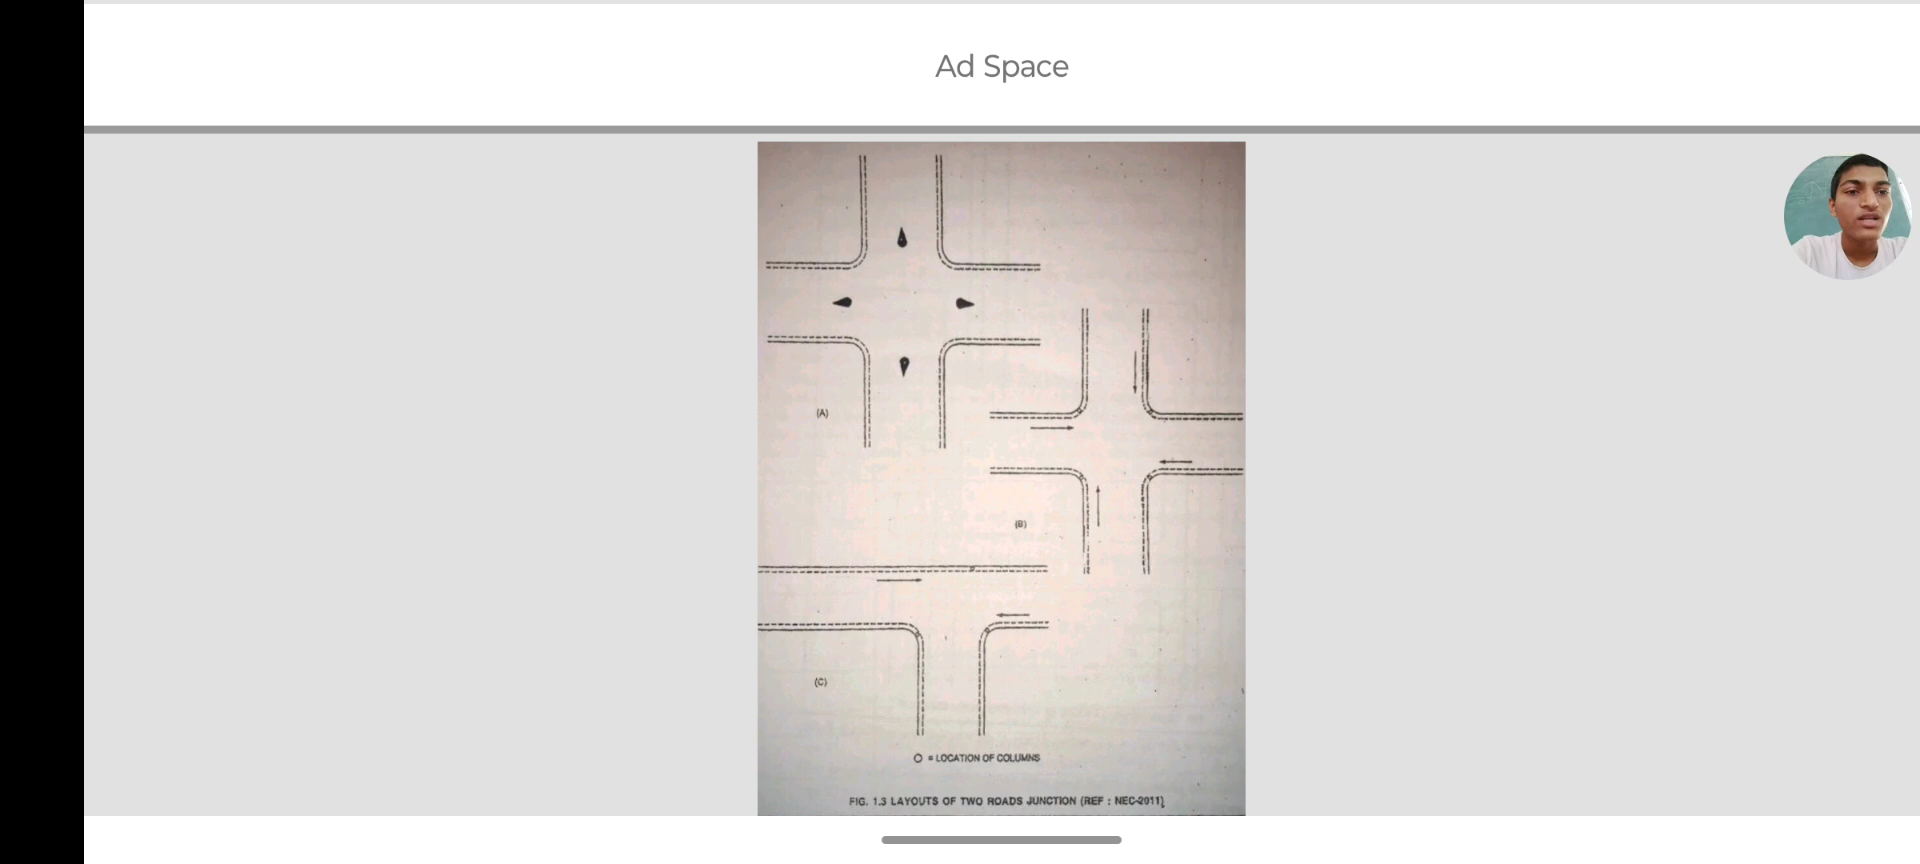 Ad Space
(A)
(B)
(C)
O = LOCATION OF COLUMNS
FIG. 1.3 LAYOUTS OF TWO ROADS JUNCTION (REF : NEC-2011)